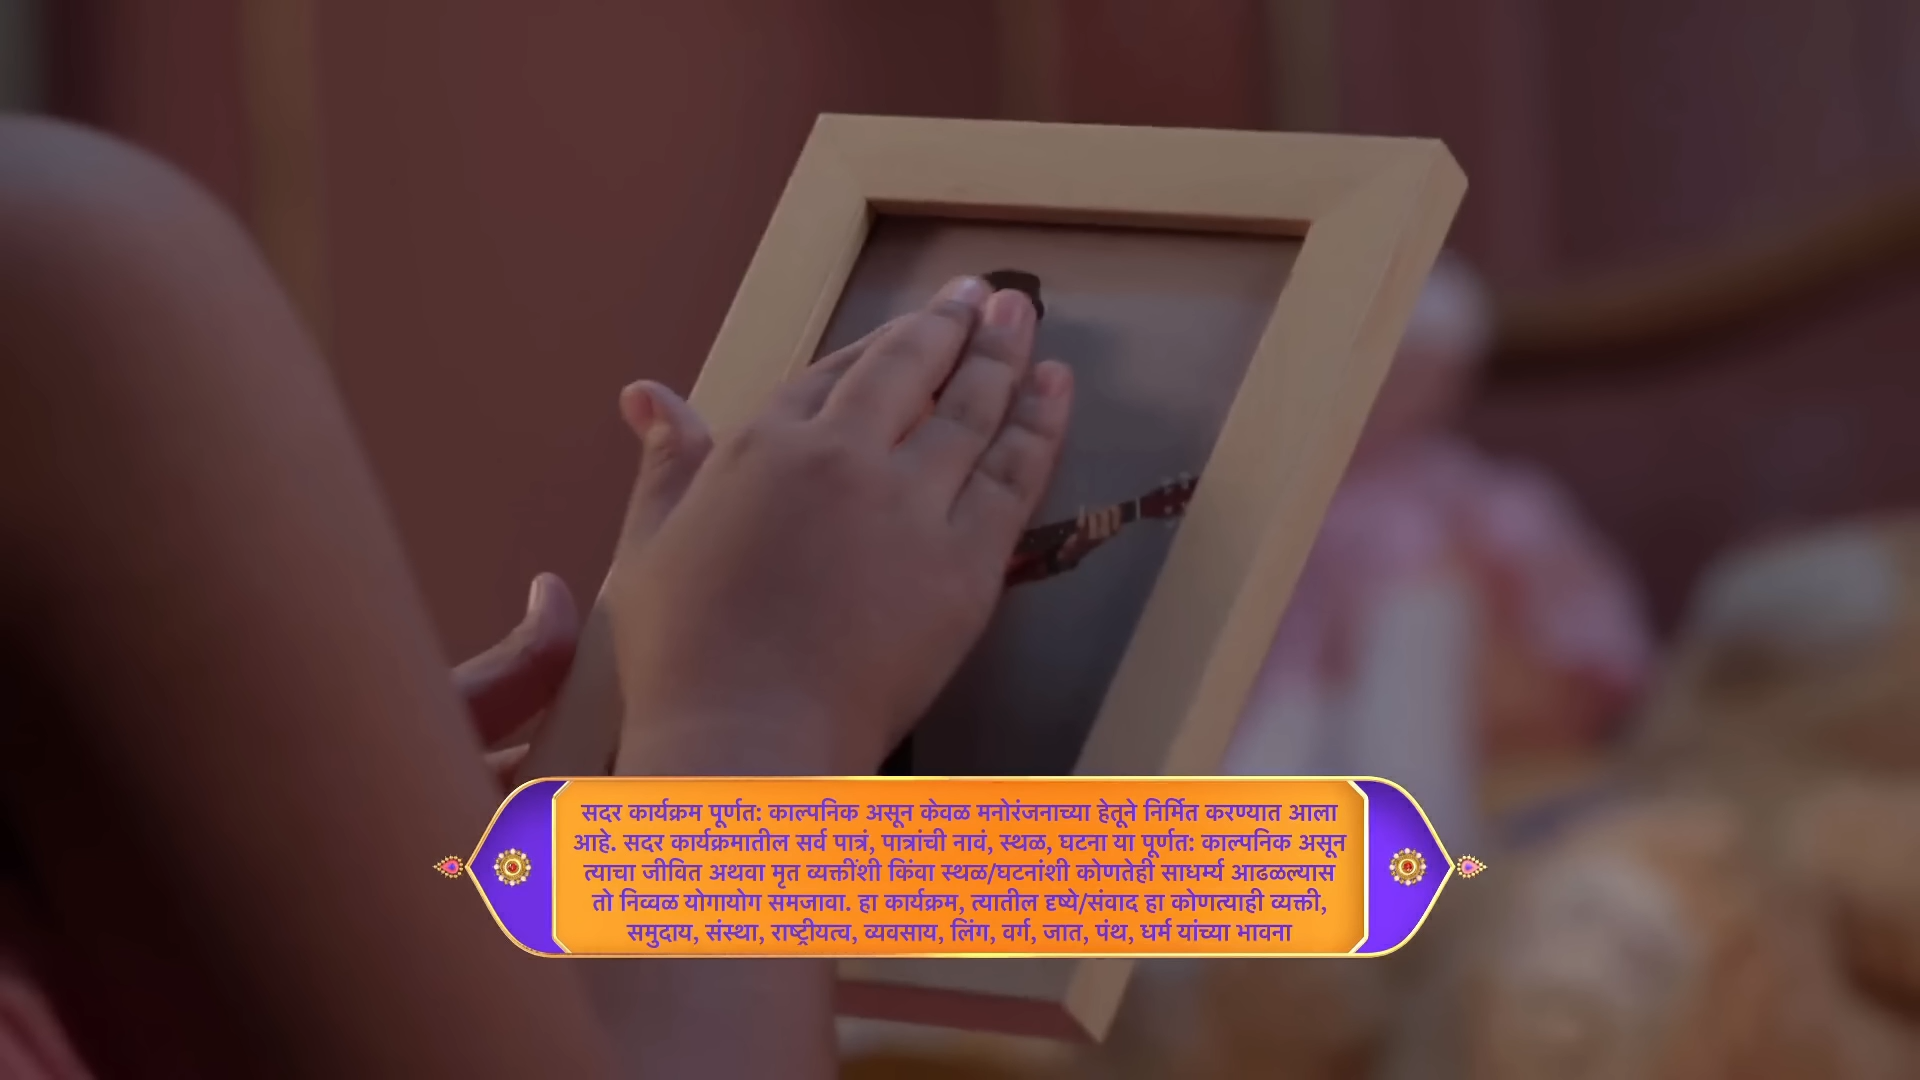 सदर कार्यक्रम पूर्णत: काल्पनिक असून केवळ मनोरंजनाच्या हेतूने निर्मित करण्यात आला
आहे. सदर कार्यक्रमातील सर्व पात्रं, पात्रांची नावं, स्थळ, घटना या पूर्णत: काल्पनिक असून
त्याचा जीवित अथवा मृत व्यक्तींशी किंवा स्थळ/घटनांशी कोणतेही साधर्म्य आढळल्यास
तो निव्वळ योगायोग समजावा. हा कार्यक्रम, त्यातील दृष्ये/संवाद हा कोणत्याही व्यक्ती,
समुदाय, संस्था, राष्ट्रीयत्व, व्यवसाय, लिंग, वर्ग, जात, पंथ, धर्म यांच्या भावना